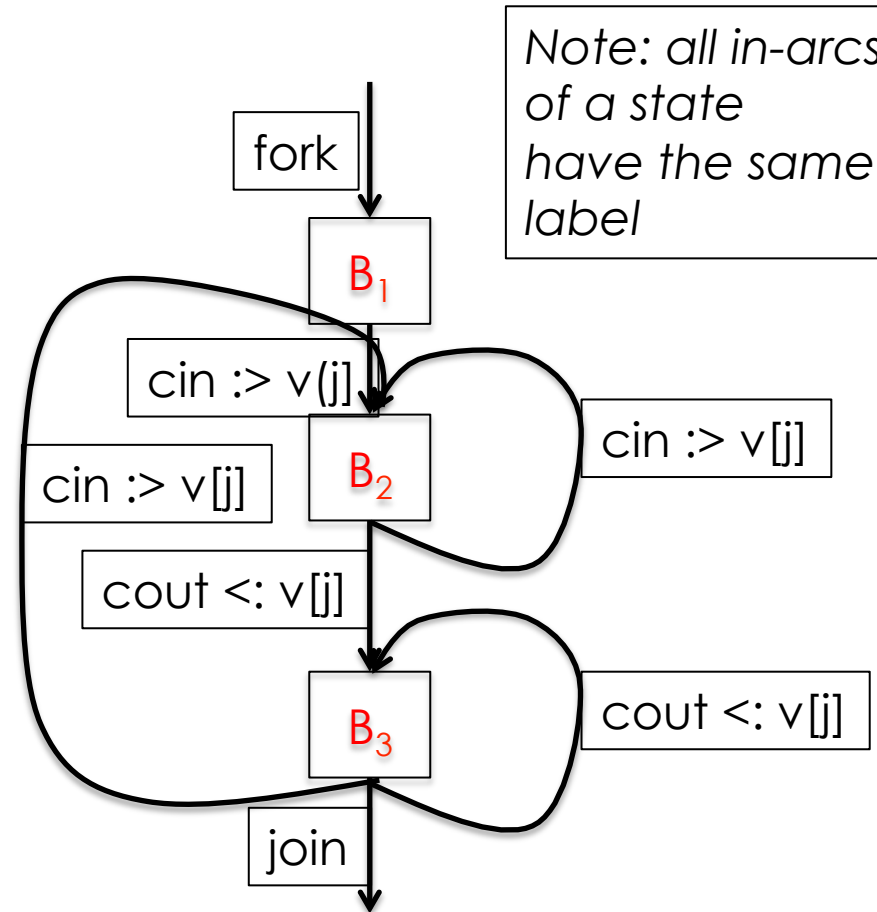 Note: all in-arcs
of a state
have the same
label
fork
B₁
cin :> v(j]
cin :> v[j]
B₂
cin :> v[j]
cout <: v[j]
B₃
cout <: v[j]
join